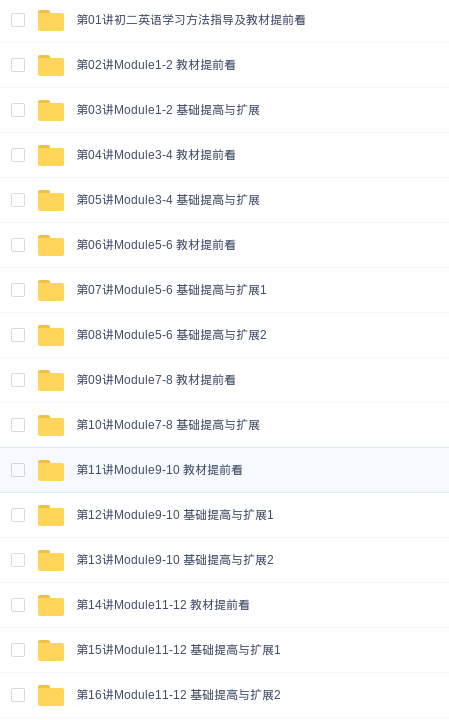 第01讲初二英语学习方法指导及教材提前看
第02讲Module1-2 教材提前看
第03讲Module1-2 基础提高与扩展
第04讲Module3-4 教材提前看
第05讲Module3-4 基础提高与扩展
第06讲Module5-6 教材提前看
第07讲Module5-6 基础提高与扩展1
第08讲Module5-6 基础提高与扩展2
第09讲Module7-8 教材提前看
第10讲Module7-8 基础提高与扩展
第11讲Module9-10 教材提前看
第12讲Module9-10 基础提高与扩展1
第13讲Module9-10 基础提高与扩展2
第14讲Module11-12 教材提前看
第15讲Module11-12 基础提高与扩展1
第16讲Module11-12 基础提高与扩展2